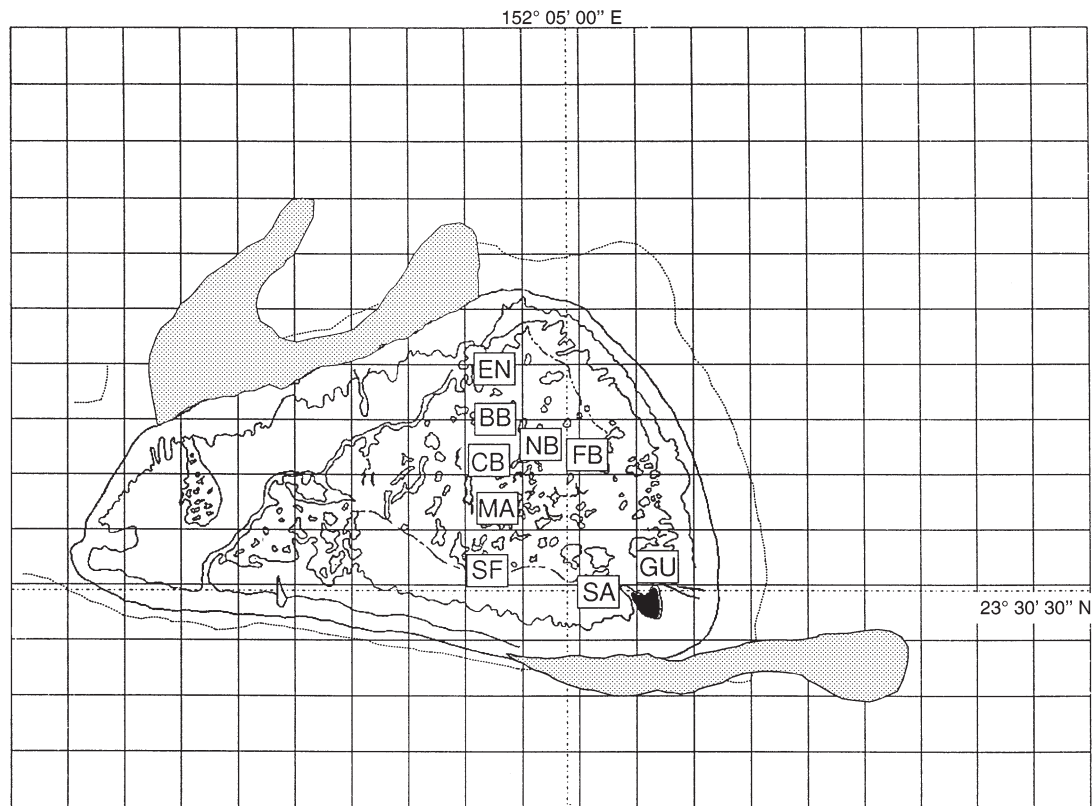 152° 05' 00" E
EN
BB
NB
FB
CB
MA
SF
GU
SA
23° 30' 30" N